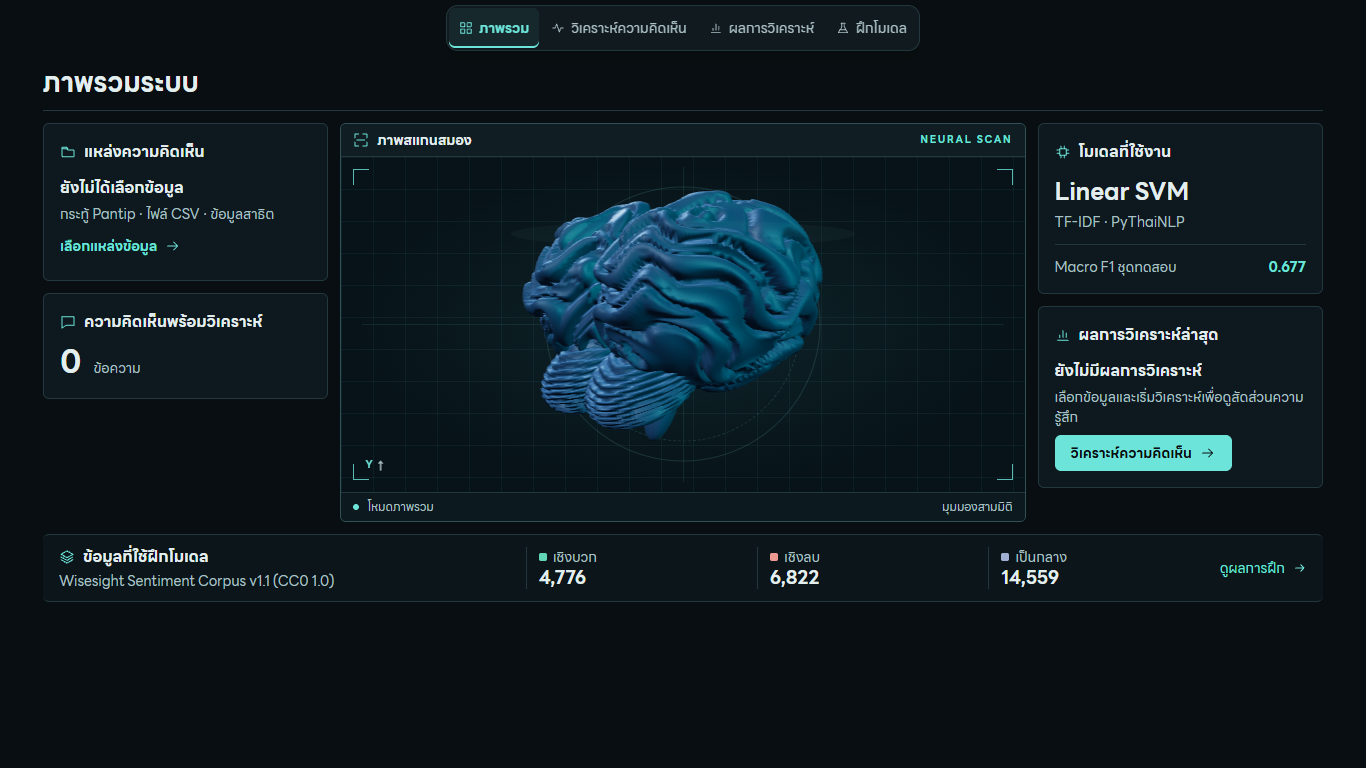 ภาพรวม
วิเคราะห์ความคิดเห็น
ผลการวิเคราะห์
ฝึกโมเดล
ภาพรวมระบบ
แหล่งความคิดเห็น
ยังไม่ได้เลือกข้อมูล
กระทู้ Pantip · ไฟล์ CSV · ข้อมูลสาธิต
เลือกแหล่งข้อมูล →
ความคิดเห็นพร้อมวิเคราะห์
0 ข้อความ
ภาพสแกนสมอง
NEURAL SCAN
Y ↑
โหมดภาพรวม
มุมมองสามมิติ
โมเดลที่ใช้งาน
Linear SVM
TF-IDF · PyThaiNLP
Macro F1 ชุดทดสอบ 0.677
ผลการวิเคราะห์ล่าสุด
ยังไม่มีผลการวิเคราะห์
เลือกข้อมูลและเริ่มวิเคราะห์เพื่อดูสัดส่วนความ
รู้สึก
วิเคราะห์ความคิดเห็น →
ข้อมูลที่ใช้ฝึกโมเดล
Wisesight Sentiment Corpus v1.1 (CC0 1.0)
เชิงบวก
4,776
เชิงลบ
6,822
เป็นกลาง
14,559
ดูผลการฝึก →